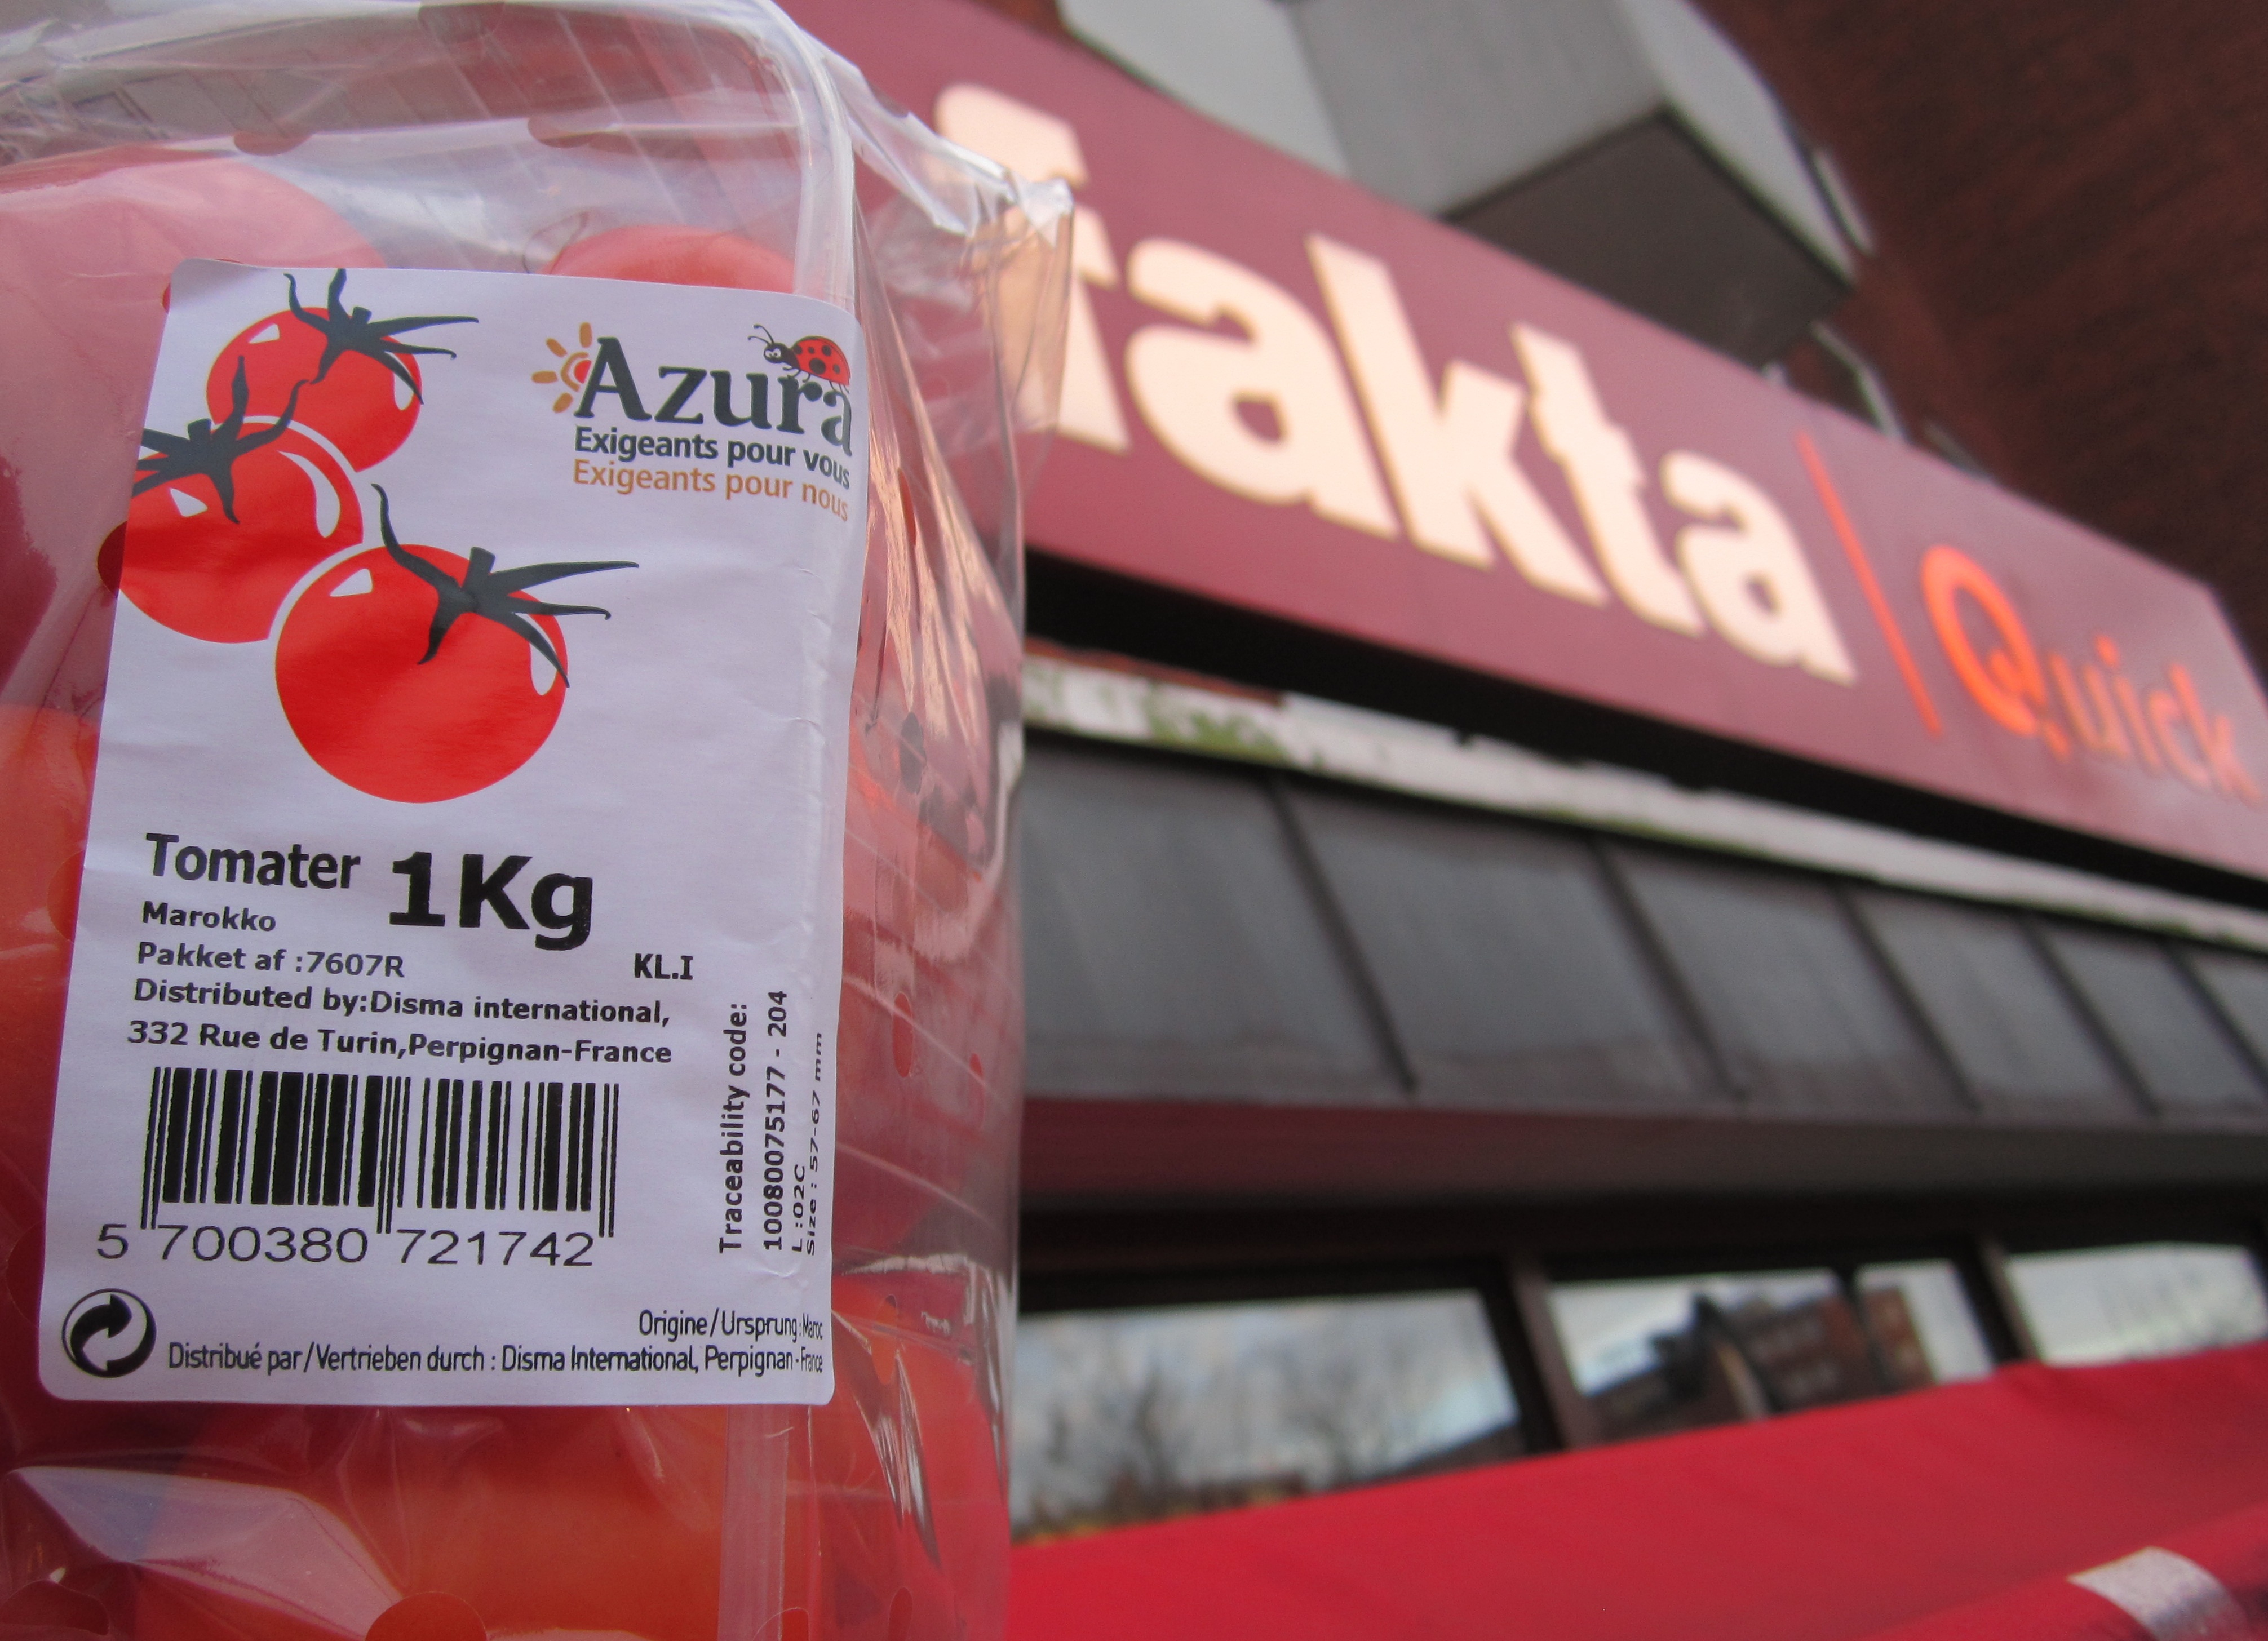 Azura
Exigeants pour vous
Exigeants pour nous
Tomater 1Kg
Marokko
Pakket af :7607R
KL.I
Distributed by:Disma international,
332 Rue de Turin,Perpignan-France
5 700380 721742
Traceability code:
100800075177 - 204
L :02C
Size : 57-67 mm
Origine/Ursprung: Maroc
Distribué par/Vertrieben durch : Disma International, Perpignan - France
fakta
Quick